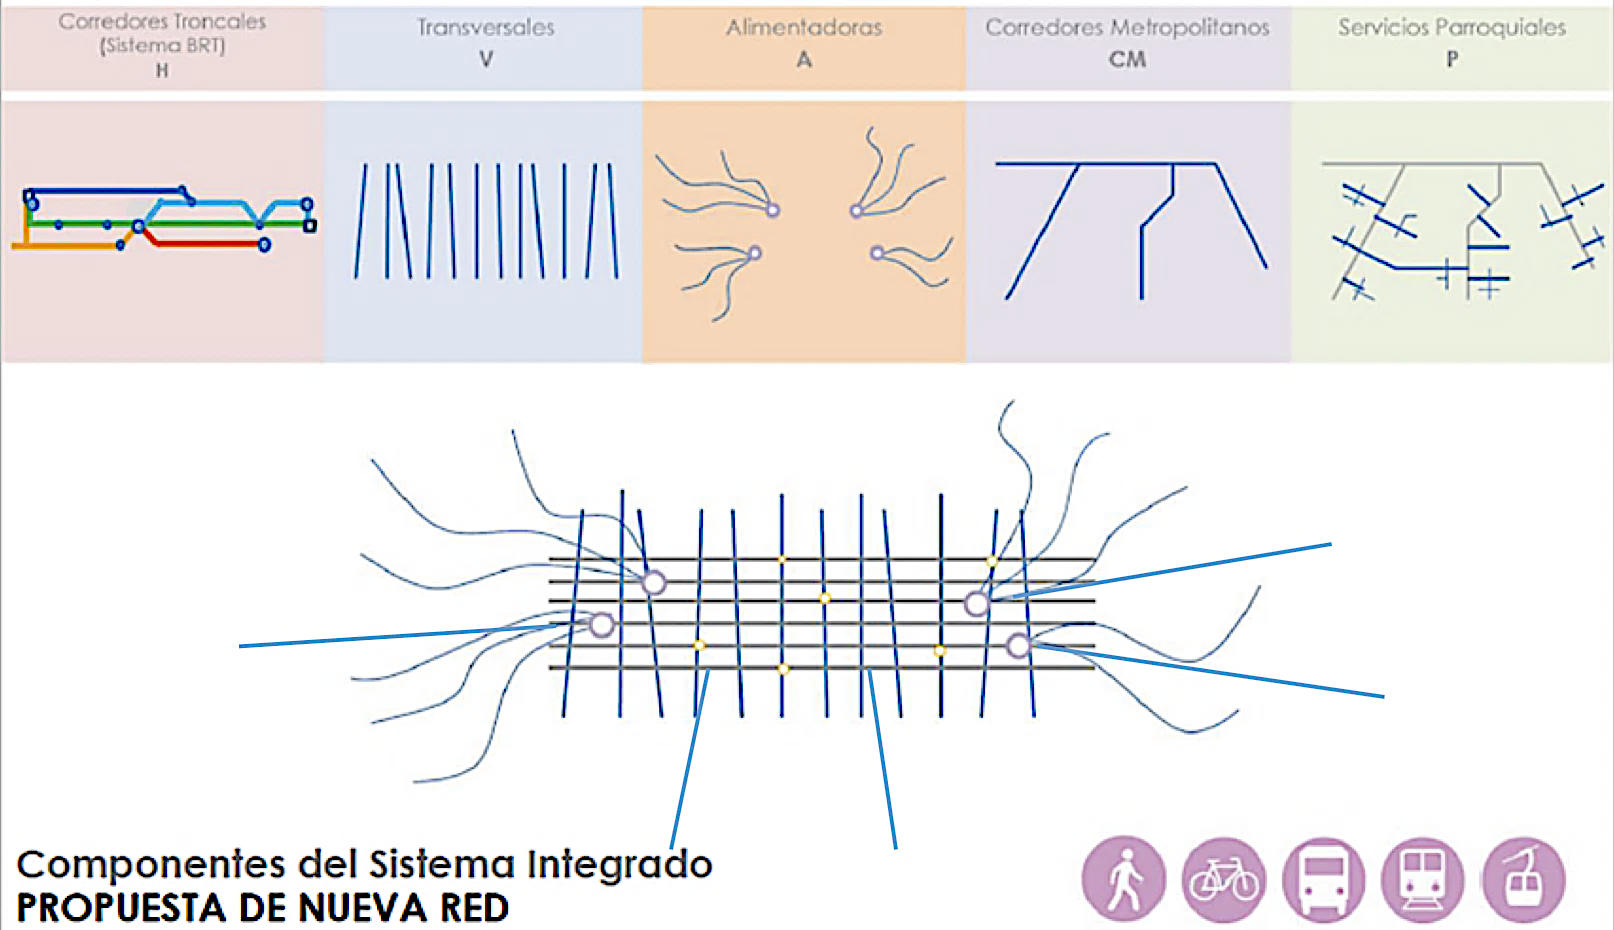 Corredores Troncales
(Sistema BRT)
H
Transversales
V
Alimentadoras
A
Corredores Metropolitanos
CM
Servicios Parroquiales
P
Componentes del Sistema Integrado
PROPUESTA DE NUEVA RED